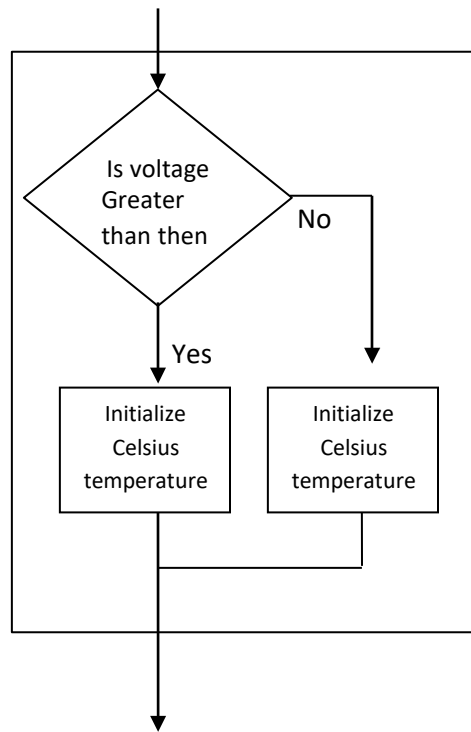 Is voltage
Greater
than then
No
Yes
Initialize
Celsius
temperature
Initialize
Celsius
temperature